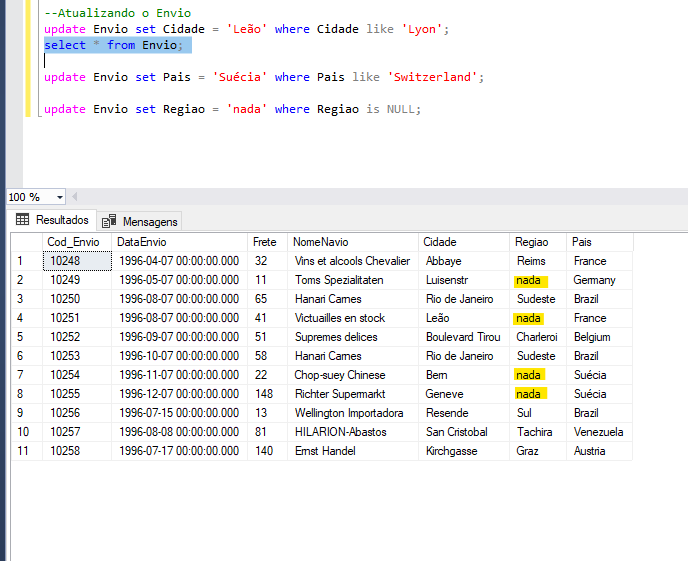 --Atualizando o Envio
update Envio set Cidade = 'Leão' where Cidade like 'Lyon';
select * from Envio;
update Envio set Pais = 'Suécia' where Pais like 'Switzerland';
update Envio set Regiao = 'nada' where Regiao is NULL;
100 %
Resultados Mensagens
Cod_Envio DataEnvio Frete NomeNavio Cidade Regiao Pais
1 10248 1996-04-07 00:00:00.000 32 Vins et alcools Chevalier Abbaye Reims France
2 10249 1996-05-07 00:00:00.000 11 Toms Spezialitaten Luisenstr nada Germany
3 10250 1996-08-07 00:00:00.000 65 Hanari Carnes Rio de Janeiro Sudeste Brazil
4 10251 1996-08-07 00:00:00.000 41 Victuailles en stock Leão nada France
5 10252 1996-09-07 00:00:00.000 51 Supremes delices Boulevard Tirou Charleroi Belgium
6 10253 1996-10-07 00:00:00.000 58 Hanari Carnes Rio de Janeiro Sudeste Brazil
7 10254 1996-11-07 00:00:00.000 22 Chop-suey Chinese Bern nada Suécia
8 10255 1996-12-07 00:00:00.000 148 Richter Supermarkt Geneve nada Suécia
9 10256 1996-07-15 00:00:00.000 13 Wellington Importadora Resende Sul Brazil
10 10257 1996-08-08 00:00:00.000 81 HILARION-Abastos San Cristobal Tachira Venezuela
11 10258 1996-07-17 00:00:00.000 140 Ernst Handel Kirchgasse Graz Austria